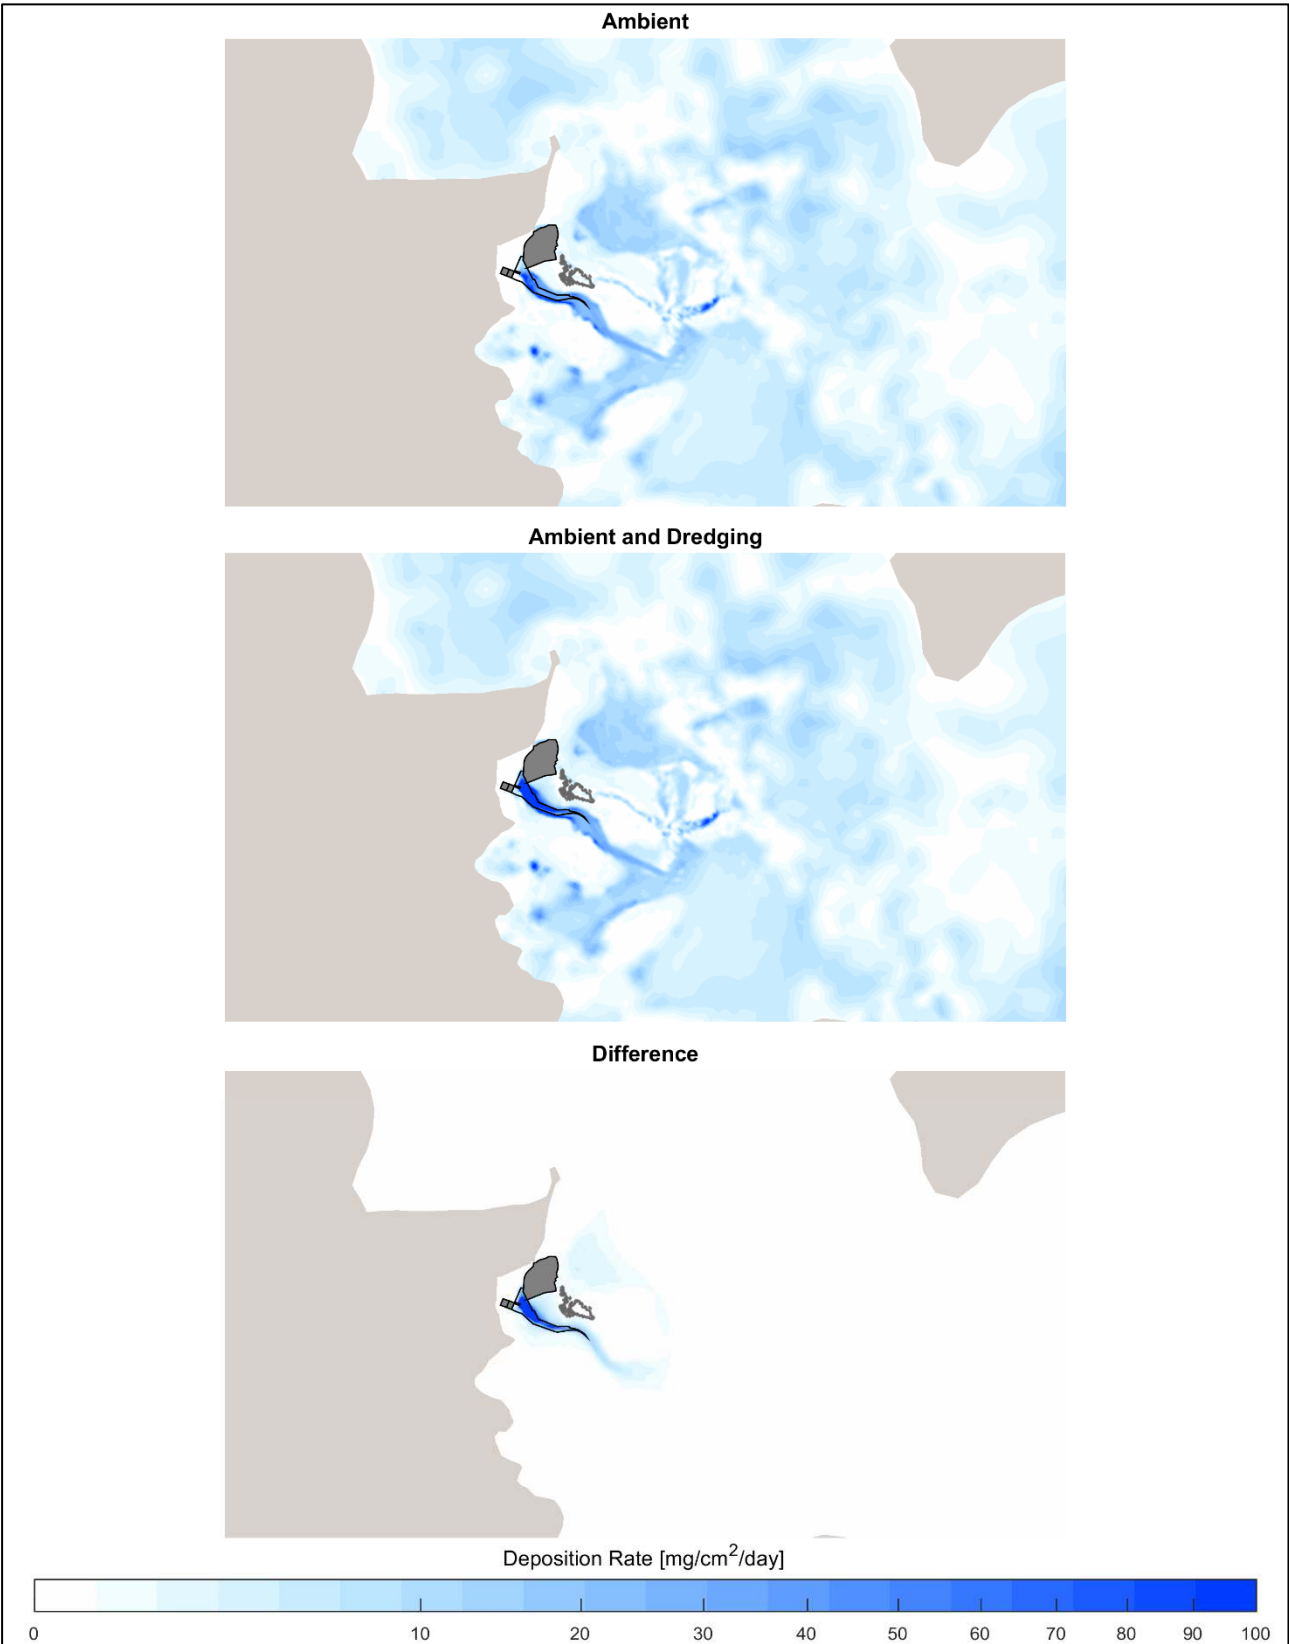 Ambient
Ambient and Dredging
Difference
Deposition Rate [mg/cm²/day]
0 10 20 30 40 50 60 70 80 90 100